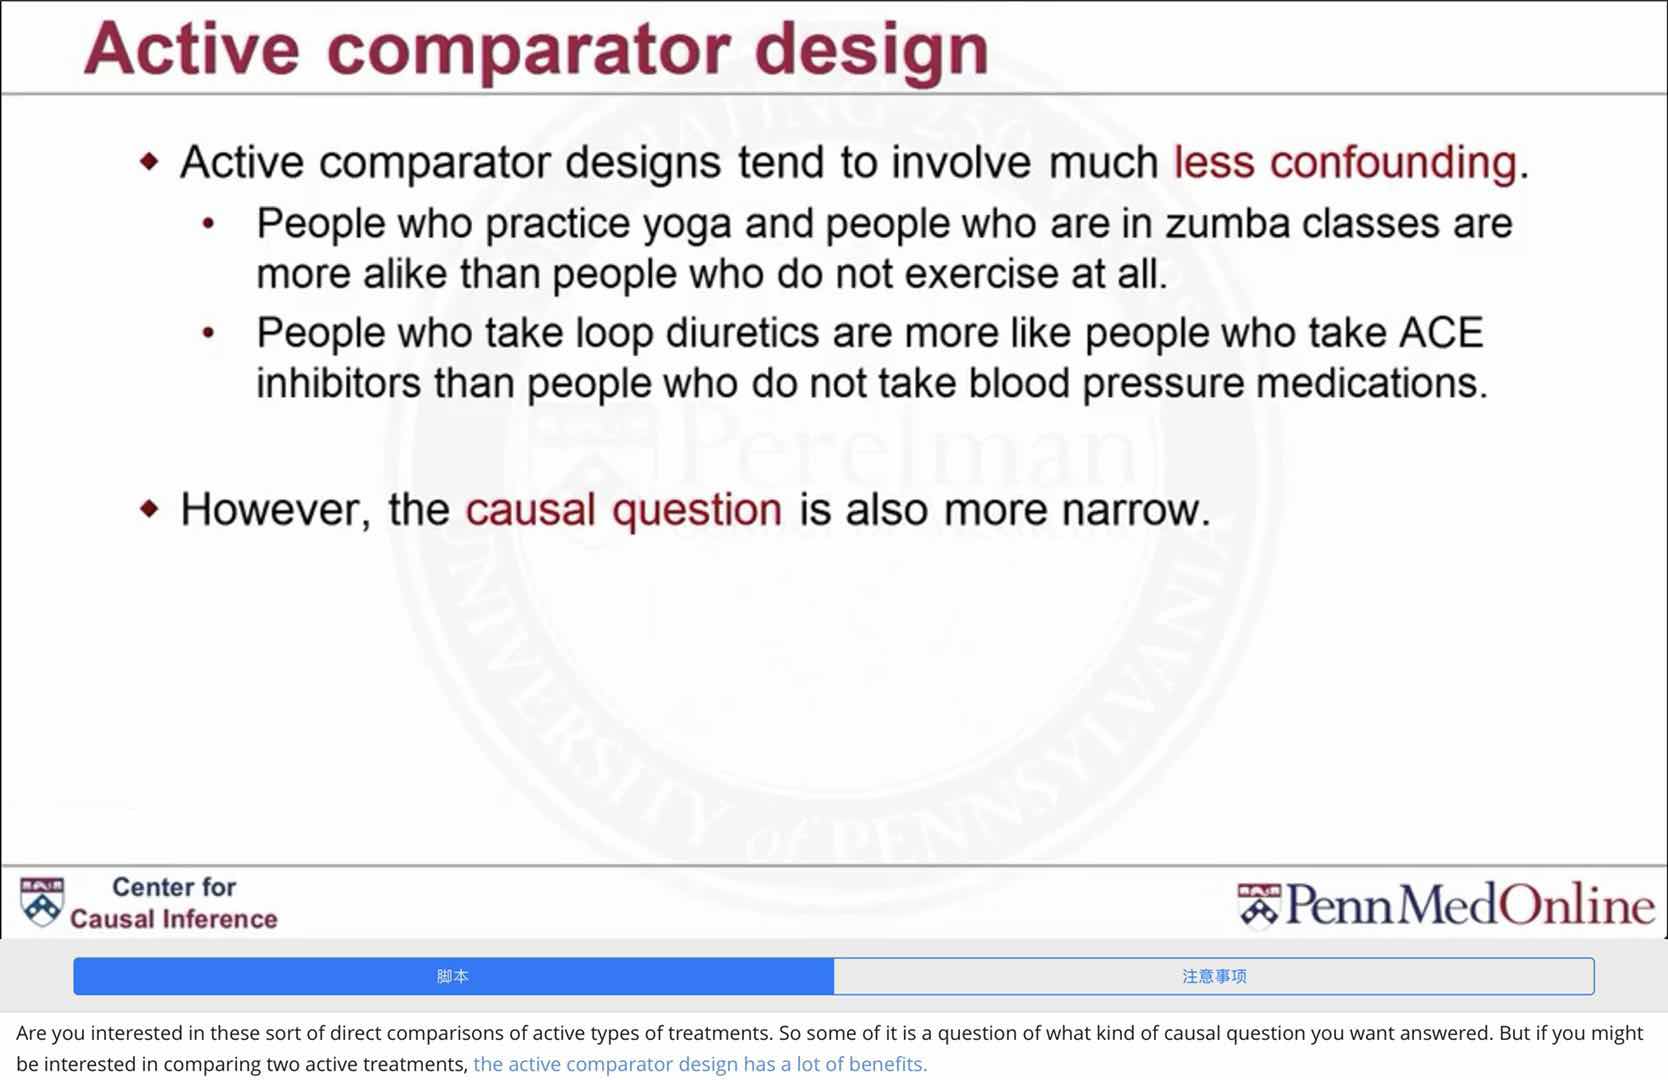 Active comparator design
◆ Active comparator designs tend to involve much less confounding.
• People who practice yoga and people who are in zumba classes are
more alike than people who do not exercise at all.
• People who take loop diuretics are more like people who take ACE
inhibitors than people who do not take blood pressure medications.
Perelman
◆ However, the causal question is also more narrow.
UNIVERSITY of PENNSYLVANIA
Center for
Causal Inference
PennMedOnline
脚本
注意事项
Are you interested in these sort of direct comparisons of active types of treatments. So some of it is a question of what kind of causal question you want answered. But if you might
be interested in comparing two active treatments, the active comparator design has a lot of benefits.